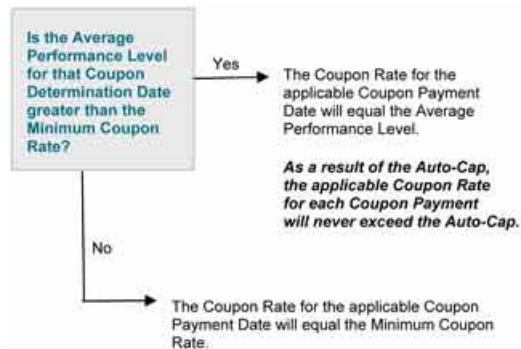 Is the Average
Performance Level
for that Coupon
Determination Date
greater than the
Minimum Coupon
Rate?
Yes
The Coupon Rate for the
applicable Coupon Payment
Date will equal the Average
Performance Level.
As a result of the Auto-Cap,
the applicable Coupon Rate
for each Coupon Payment
will never exceed the Auto-Cap.
No
The Coupon Rate for the applicable Coupon
Payment Date will equal the Minimum Coupon
Rate.